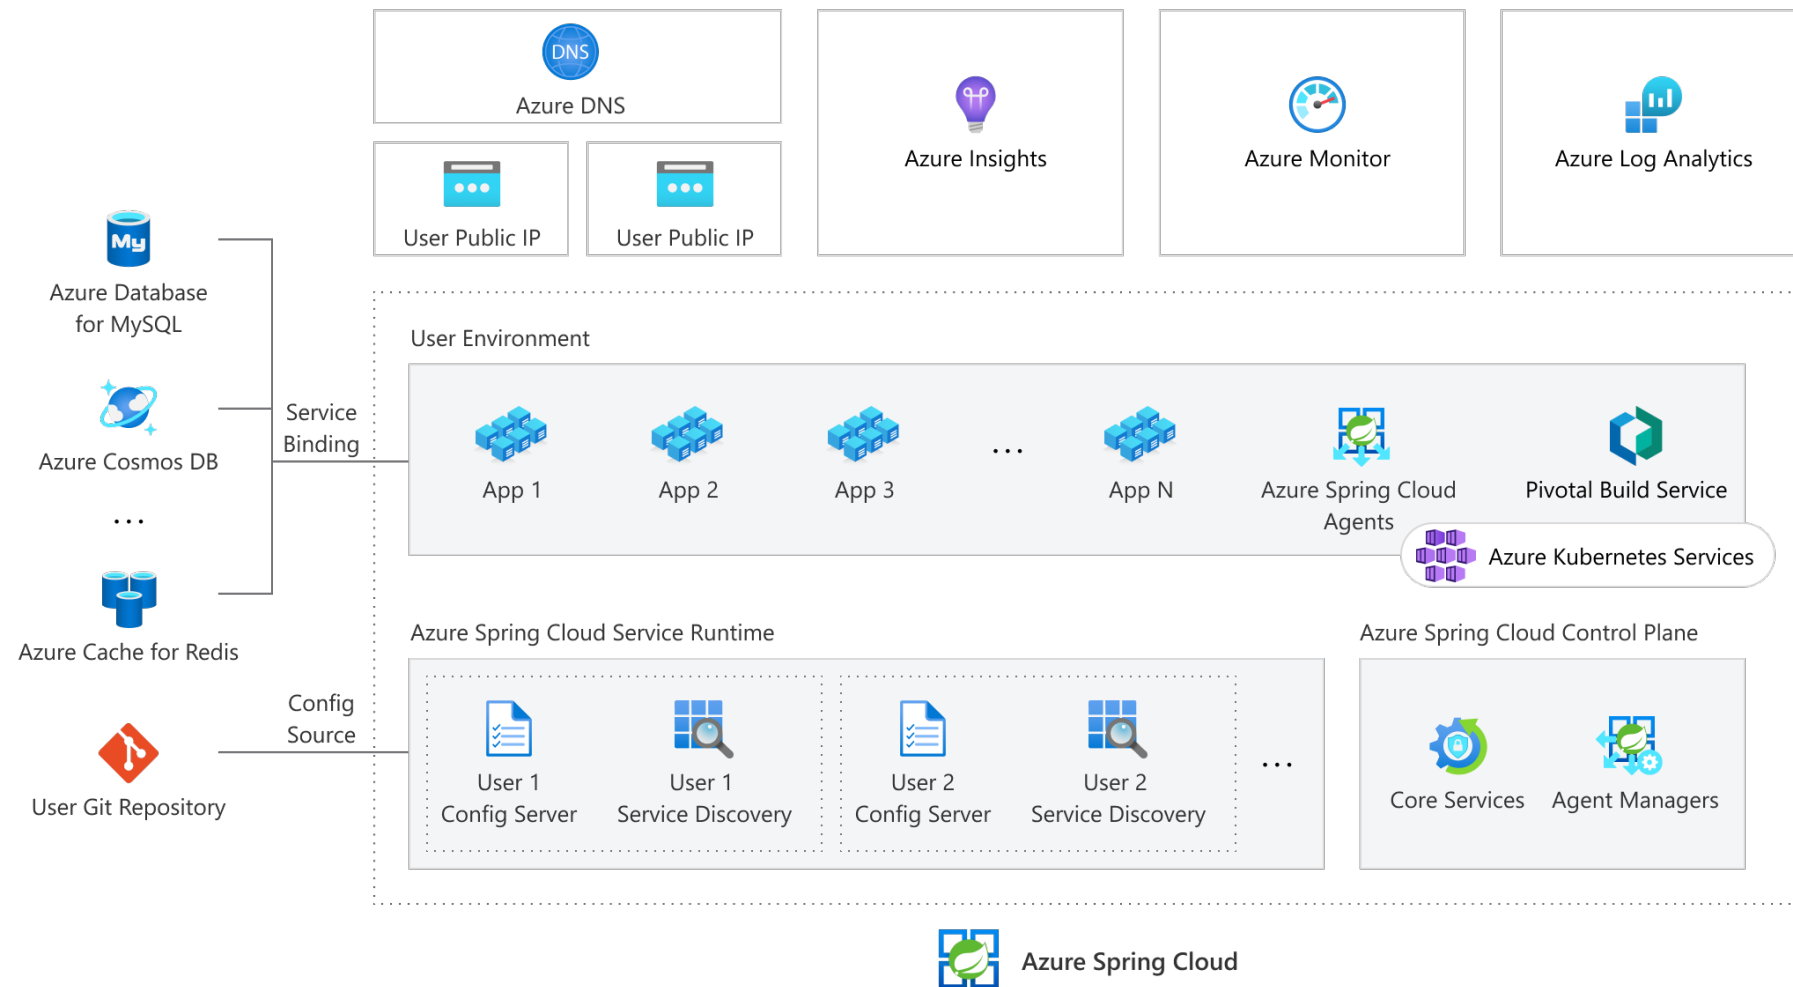 DNS
Azure DNS
User Public IP
User Public IP
Azure Insights
Azure Monitor
Azure Log Analytics
My
Azure Database
for MySQL
Azure Cosmos DB
...
Azure Cache for Redis
User Git Repository
Service
Binding
Config
Source
User Environment
App 1
App 2
App 3
...
App N
Azure Spring Cloud
Agents
Pivotal Build Service
Azure Kubernetes Services
Azure Spring Cloud Service Runtime
User 1
Config Server
User 1
Service Discovery
User 2
Config Server
User 2
Service Discovery
...
Azure Spring Cloud Control Plane
Core Services
Agent Managers
Azure Spring Cloud